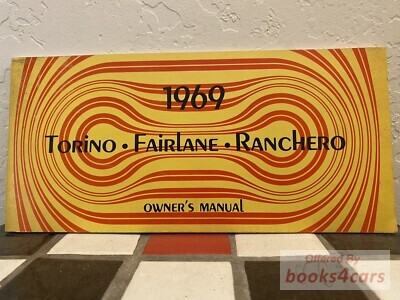 1969
Torino • Fairlane • Ranchero
OWNER'S MANUAL
Offered By
books4cars